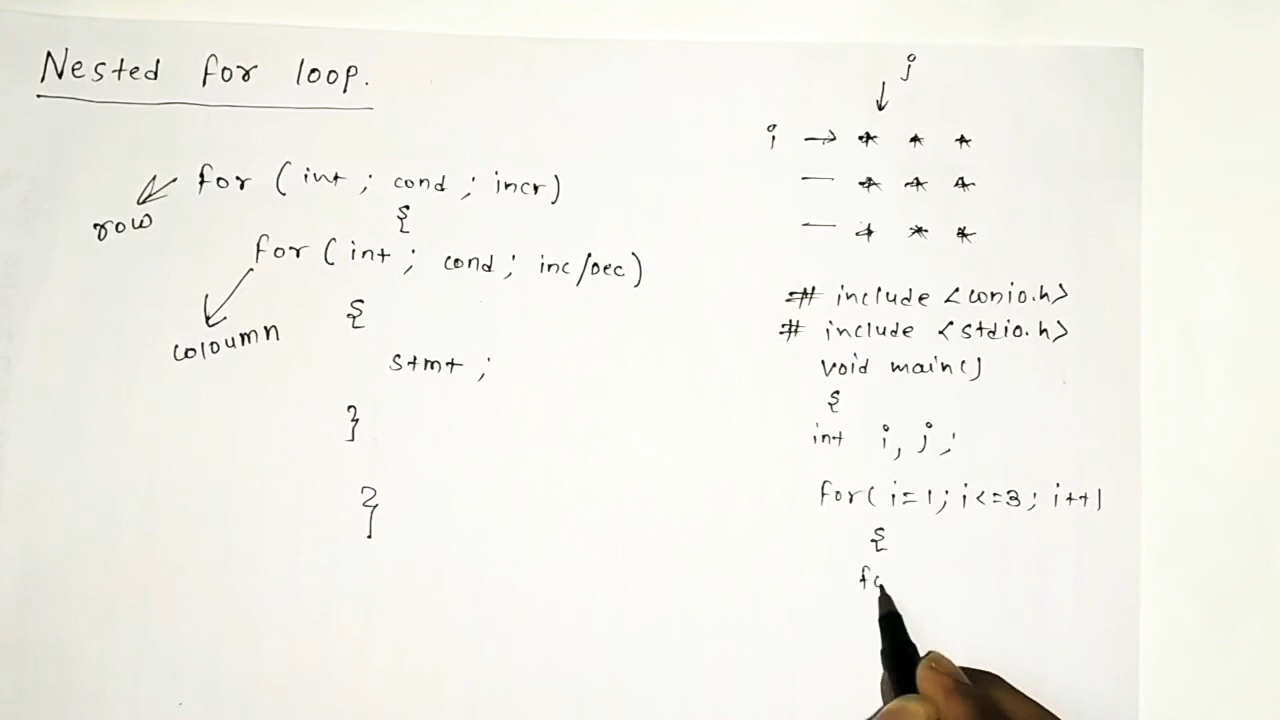 Nested for loop.
for (int ; cond ; incr)
row
{
for (int ; cond ; inc/Dec)
coloumn
{
stmt ;
}
}
j
i → * * *
— * * *
— * * *
# include <conio.h>
# include <stdio.h>
void main()
{
int i, j ;
for( i=1; i<=3; i++)
{
fo